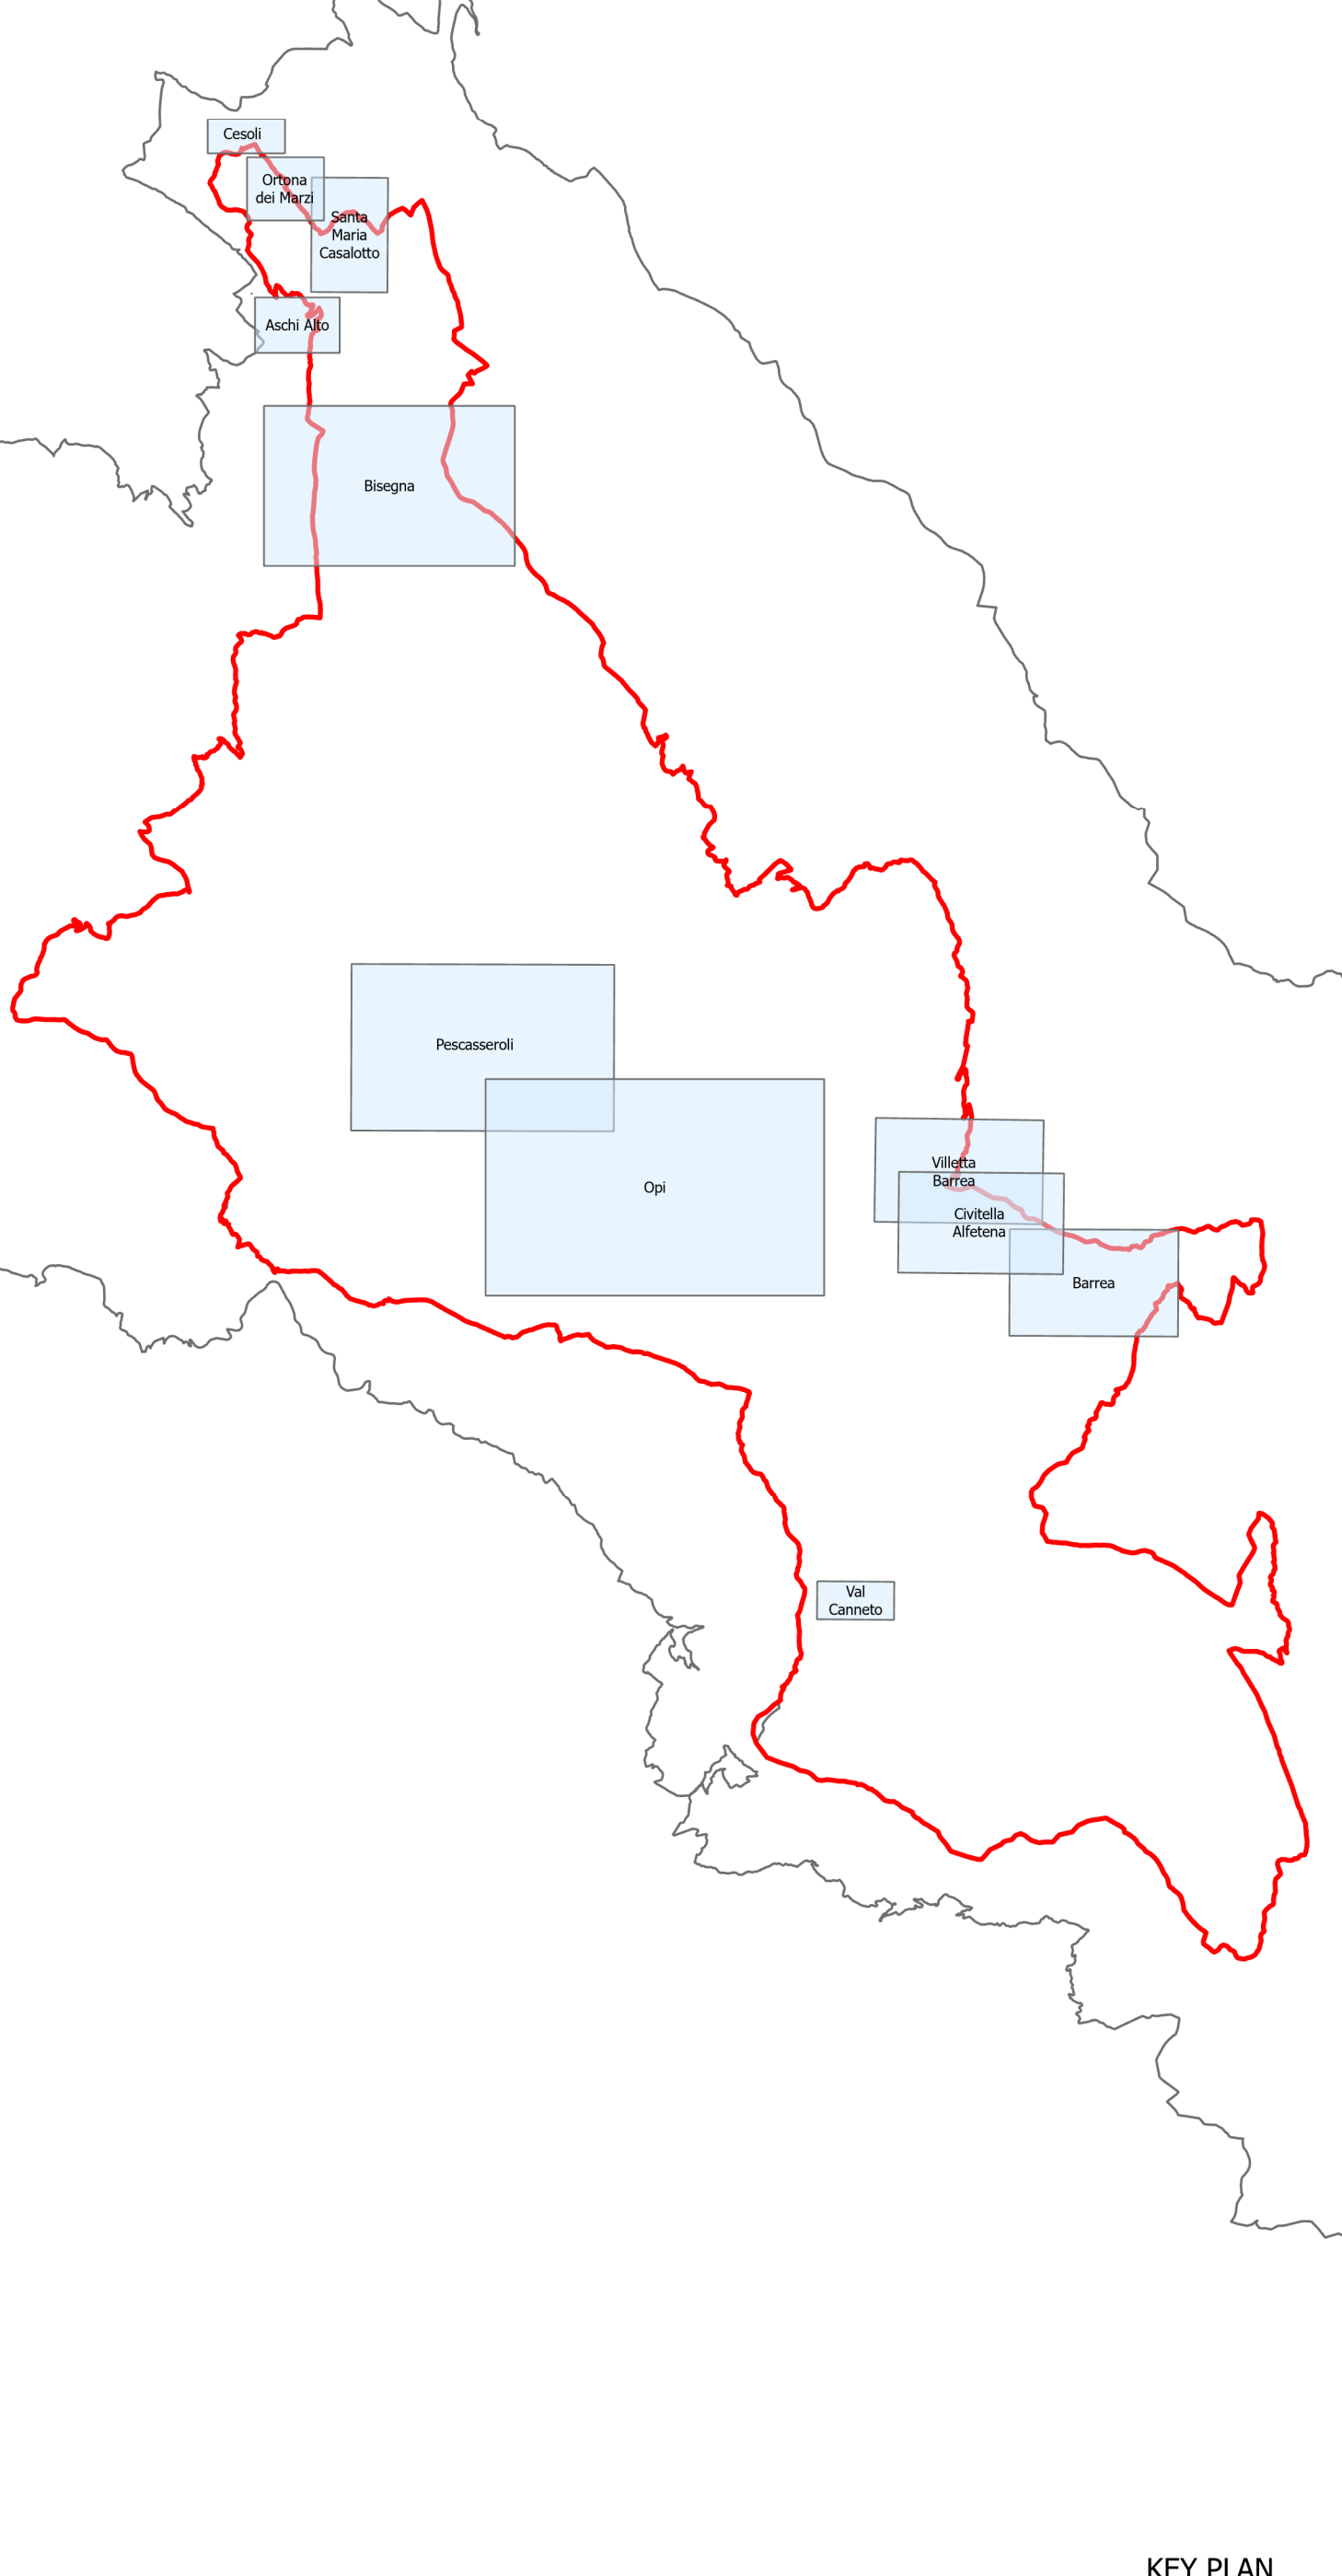 Cesoli
Ortona
dei Marzi
Santa
Maria
Casalotto
Aschi Alto
Bisegna
Pescasseroli
Opi
Villetta
Barrea
Civitella
Alfetena
Barrea
Val
Canneto
KEY PLAN